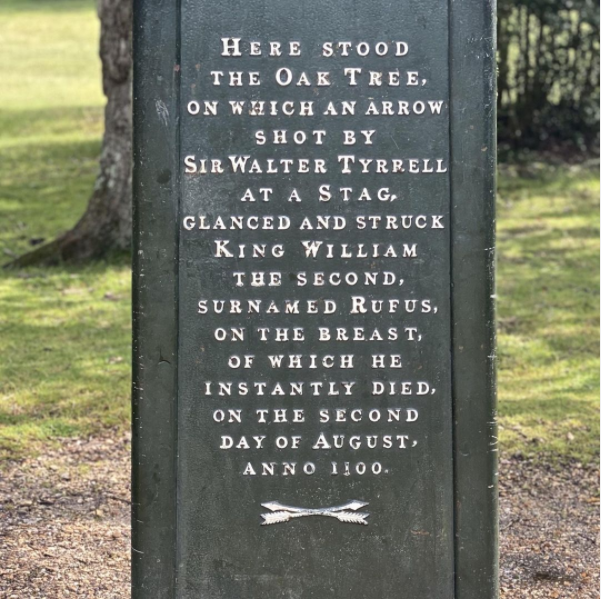 HERE STOOD
THE OAK TREE,
ON WHICH AN ARROW
SHOT BY
SIR WALTER TYRRELL
AT A STAG,
GLANCED AND STRUCK
KING WILLIAM
THE SECOND,
SURNAMED RUFUS,
ON THE BREAST,
OF WHICH HE
INSTANTLY DIED,
ON THE SECOND
DAY OF AUGUST,
ANNO 1100.